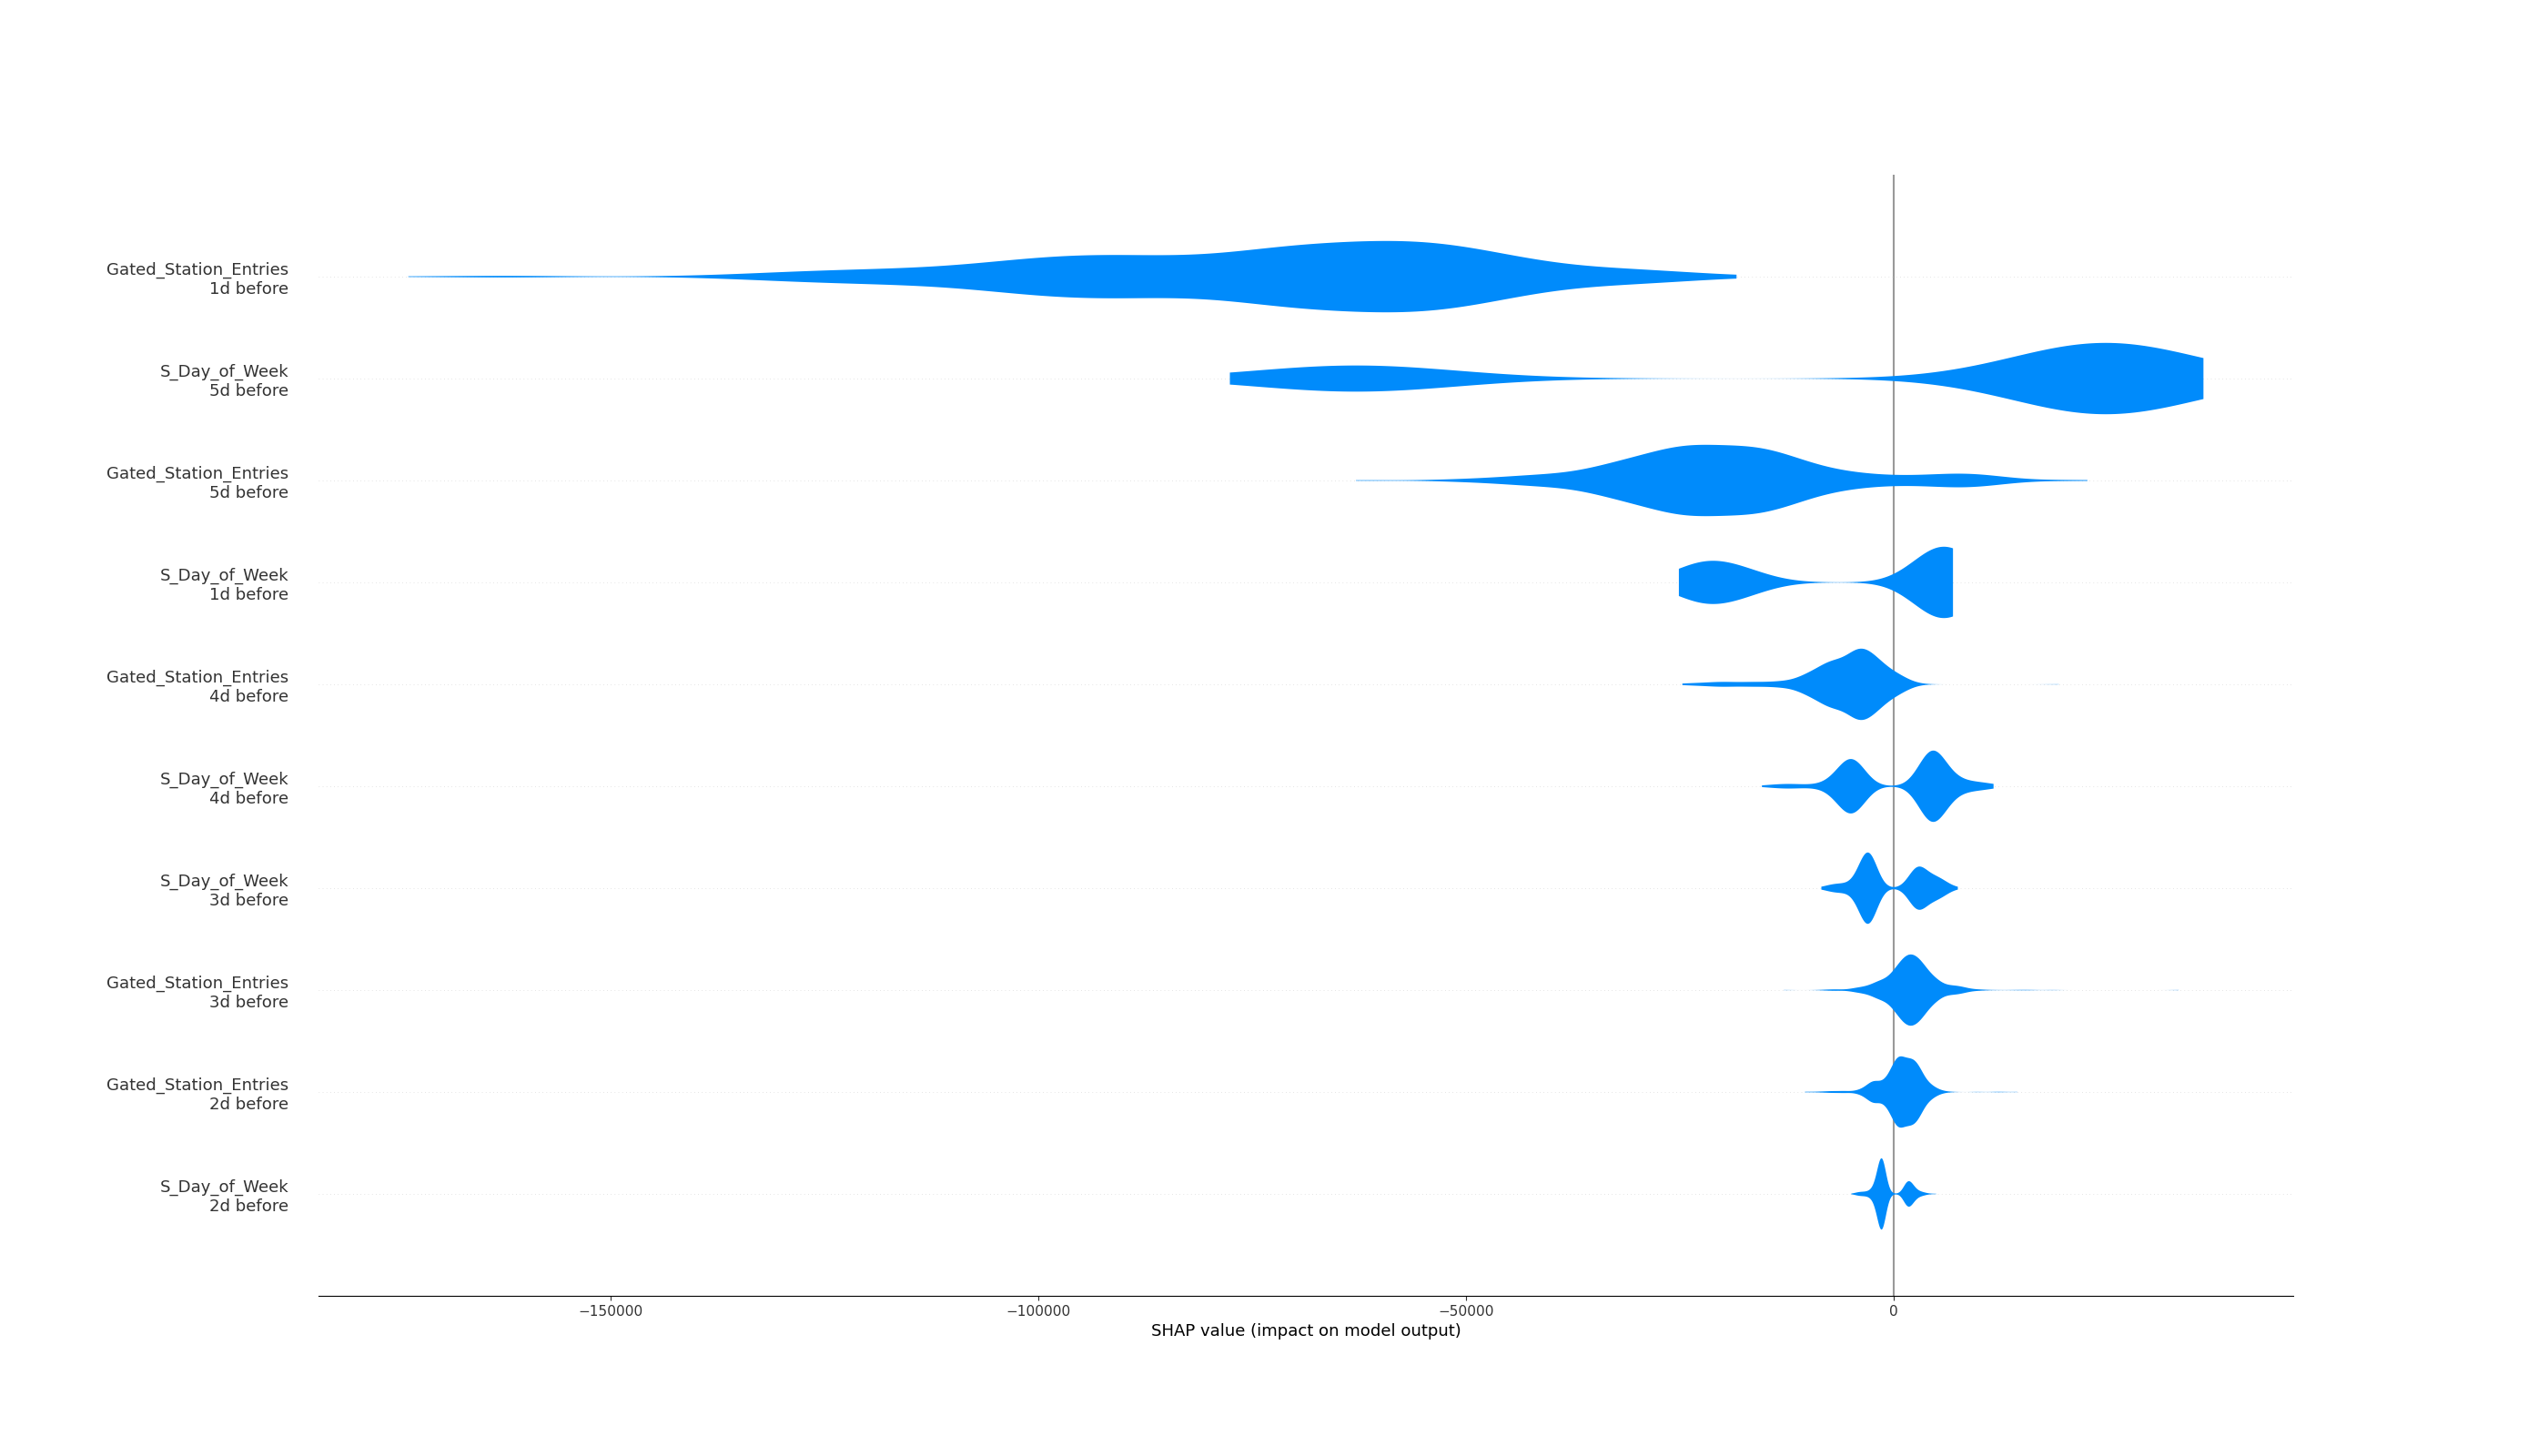 Gated_Station_Entries
1d before
S_Day_of_Week
5d before
Gated_Station_Entries
5d before
S_Day_of_Week
1d before
Gated_Station_Entries
4d before
S_Day_of_Week
4d before
S_Day_of_Week
3d before
Gated_Station_Entries
3d before
Gated_Station_Entries
2d before
S_Day_of_Week
2d before
−150000 −100000 −50000 0
SHAP value (impact on model output)